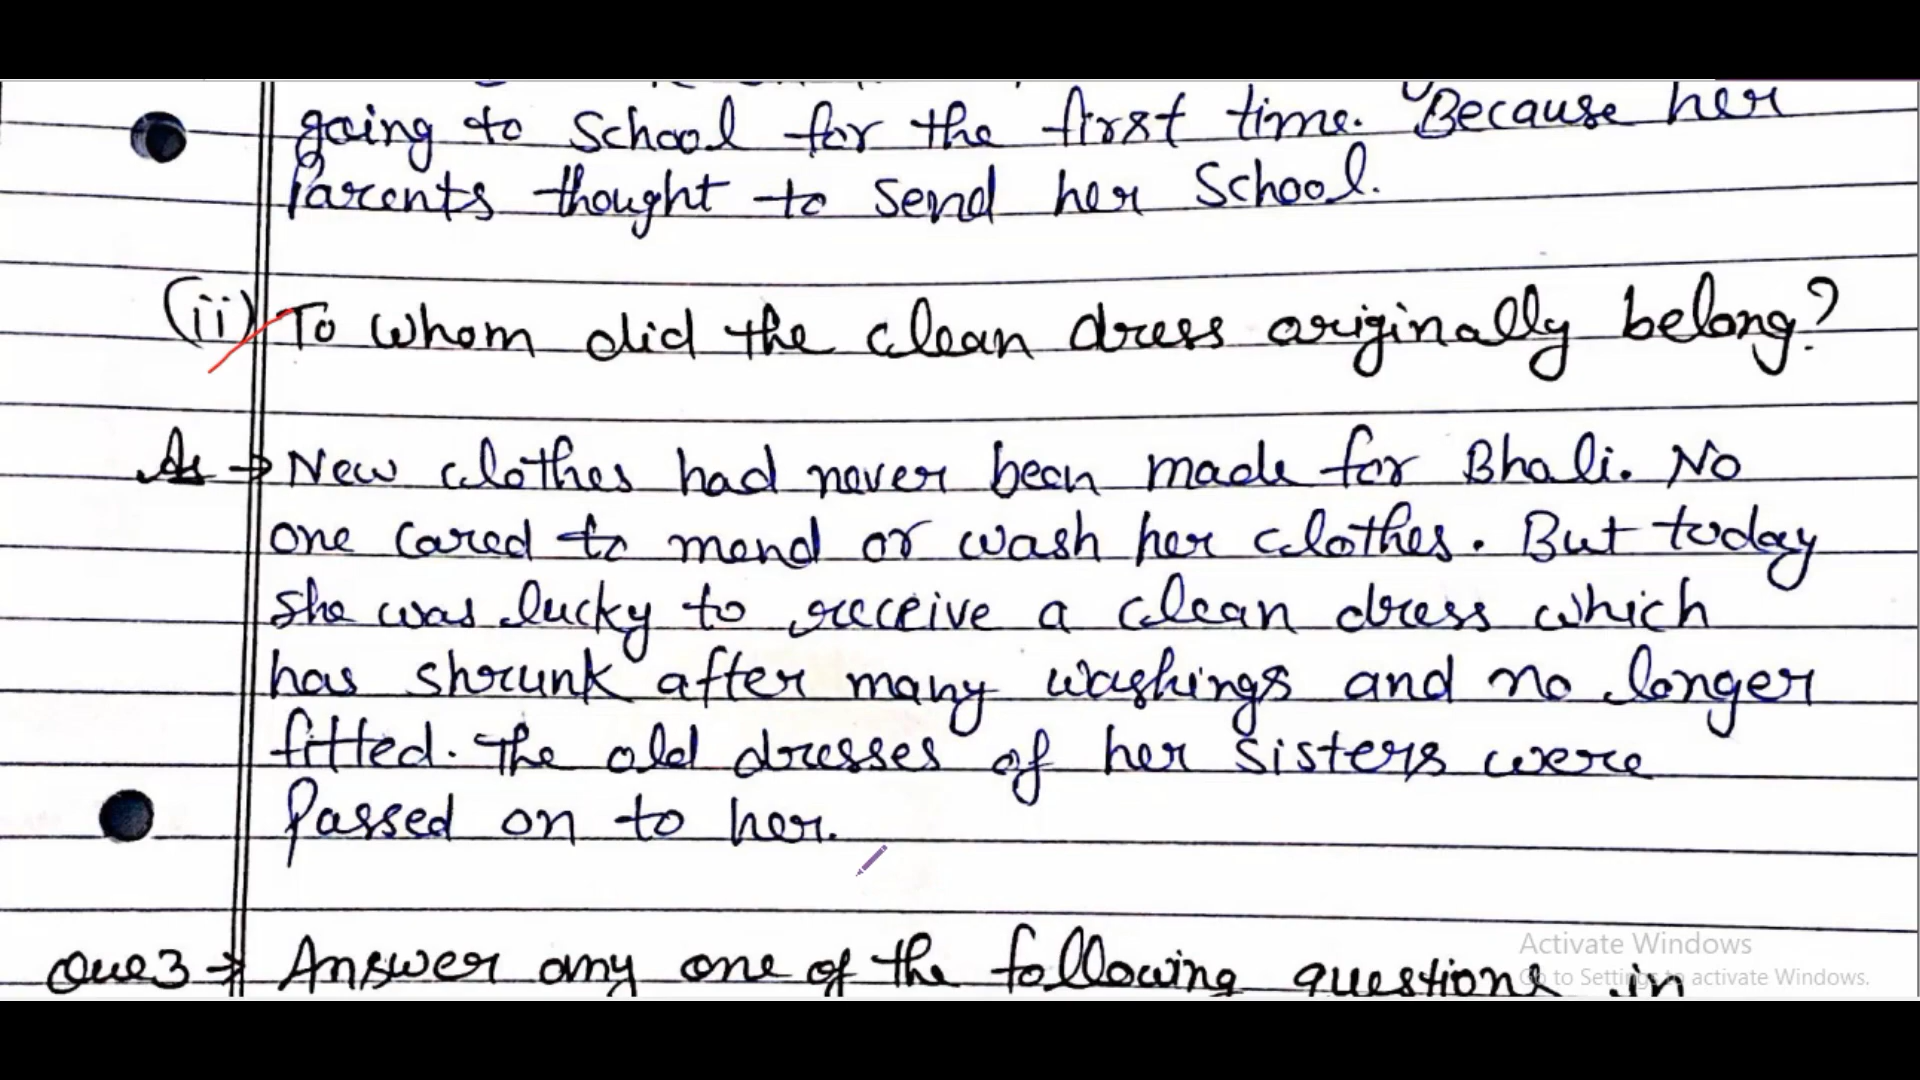 going to School for the first time. Because her
Parents thought to Send her School.
(ii) To whom did the clean dress originally belong?
As → New clothes had never been made for Bholi. No
one cared to mend or wash her clothes. But today
she was lucky to receive a clean dress which
has shrunk after many washings and no longer
fitted. The old dresses of her sisters were
Passed on to her.
Que 3 → Answer any one of the following questions in
Activate Windows
Go to Settings to activate Windows.